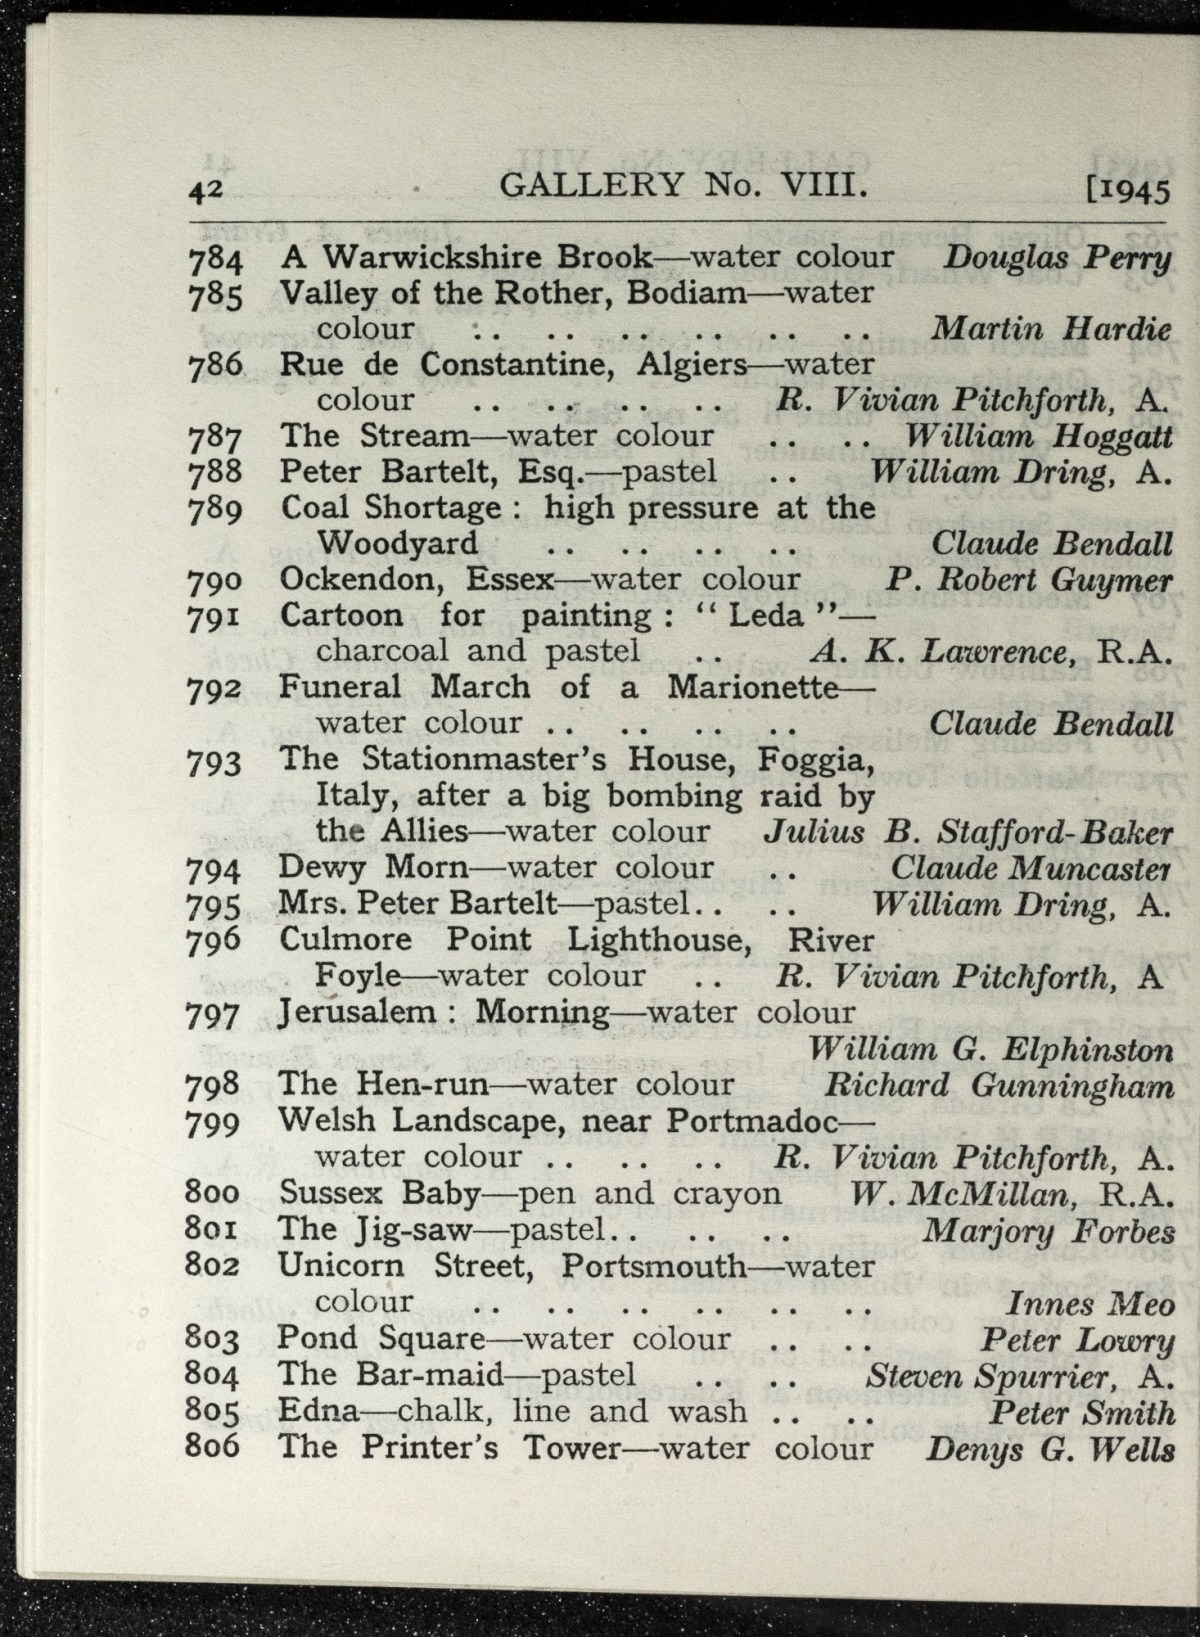 42 GALLERY No. VIII. [1945
784 A Warwickshire Brook—water colour Douglas Perry
785 Valley of the Rother, Bodiam—water
colour .. .. .. .. .. .. Martin Hardie
786 Rue de Constantine, Algiers—water
colour .. .. .. .. R. Vivian Pitchforth, A.
787 The Stream—water colour .. .. William Hoggatt
788 Peter Bartelt, Esq.—pastel .. William Dring, A.
789 Coal Shortage : high pressure at the
Woodyard .. .. .. .. Claude Bendall
790 Ockendon, Essex—water colour P. Robert Guymer
791 Cartoon for painting : “ Leda ”—
charcoal and pastel .. A. K. Lawrence, R.A.
792 Funeral March of a Marionette—
water colour .. .. .. .. Claude Bendall
793 The Stationmaster’s House, Foggia,
Italy, after a big bombing raid by
the Allies—water colour Julius B. Stafford-Baker
794 Dewy Morn—water colour .. Claude Muncaster
795 Mrs. Peter Bartelt—pastel.. .. William Dring, A.
796 Culmore Point Lighthouse, River
Foyle—water colour .. R. Vivian Pitchforth, A
797 Jerusalem : Morning—water colour
William G. Elphinston
798 The Hen-run—water colour Richard Gunningham
799 Welsh Landscape, near Portmadoc—
water colour .. .. .. R. Vivian Pitchforth, A.
800 Sussex Baby—pen and crayon W. McMillan, R.A.
801 The Jig-saw—pastel.. .. .. Marjory Forbes
802 Unicorn Street, Portsmouth—water
colour .. .. .. .. .. .. Innes Meo
803 Pond Square—water colour .. .. Peter Lowry
804 The Bar-maid—pastel .. .. Steven Spurrier, A.
805 Edna—chalk, line and wash .. .. Peter Smith
806 The Printer’s Tower—water colour Denys G. Wells